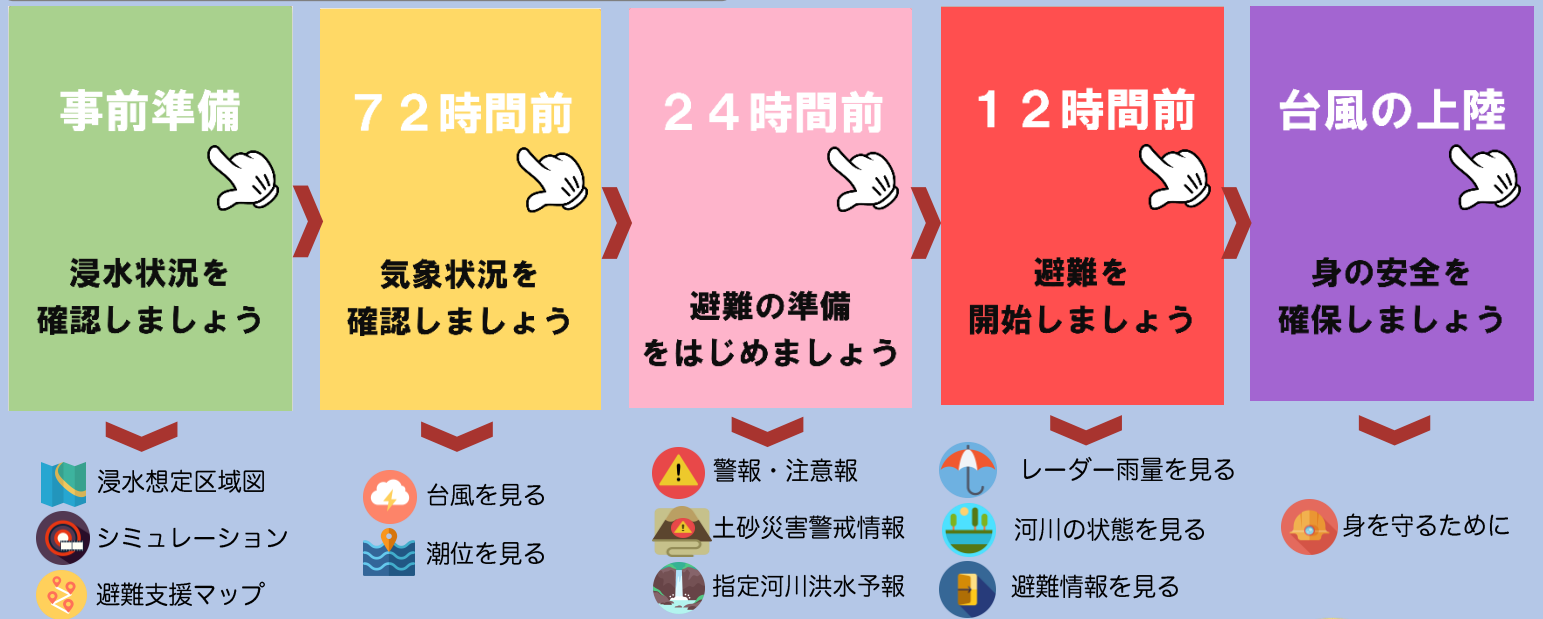 事前準備
浸水状況を
確認しましょう
浸水想定区域図
シミュレーション
避難支援マップ
７２時間前
気象状況を
確認しましょう
台風を見る
潮位を見る
２４時間前
避難の準備
をはじめましょう
警報・注意報
土砂災害警戒情報
指定河川洪水予報
１２時間前
避難を
開始しましょう
レーダー雨量を見る
河川の状態を見る
避難情報を見る
台風の上陸
身の安全を
確保しましょう
身を守るために